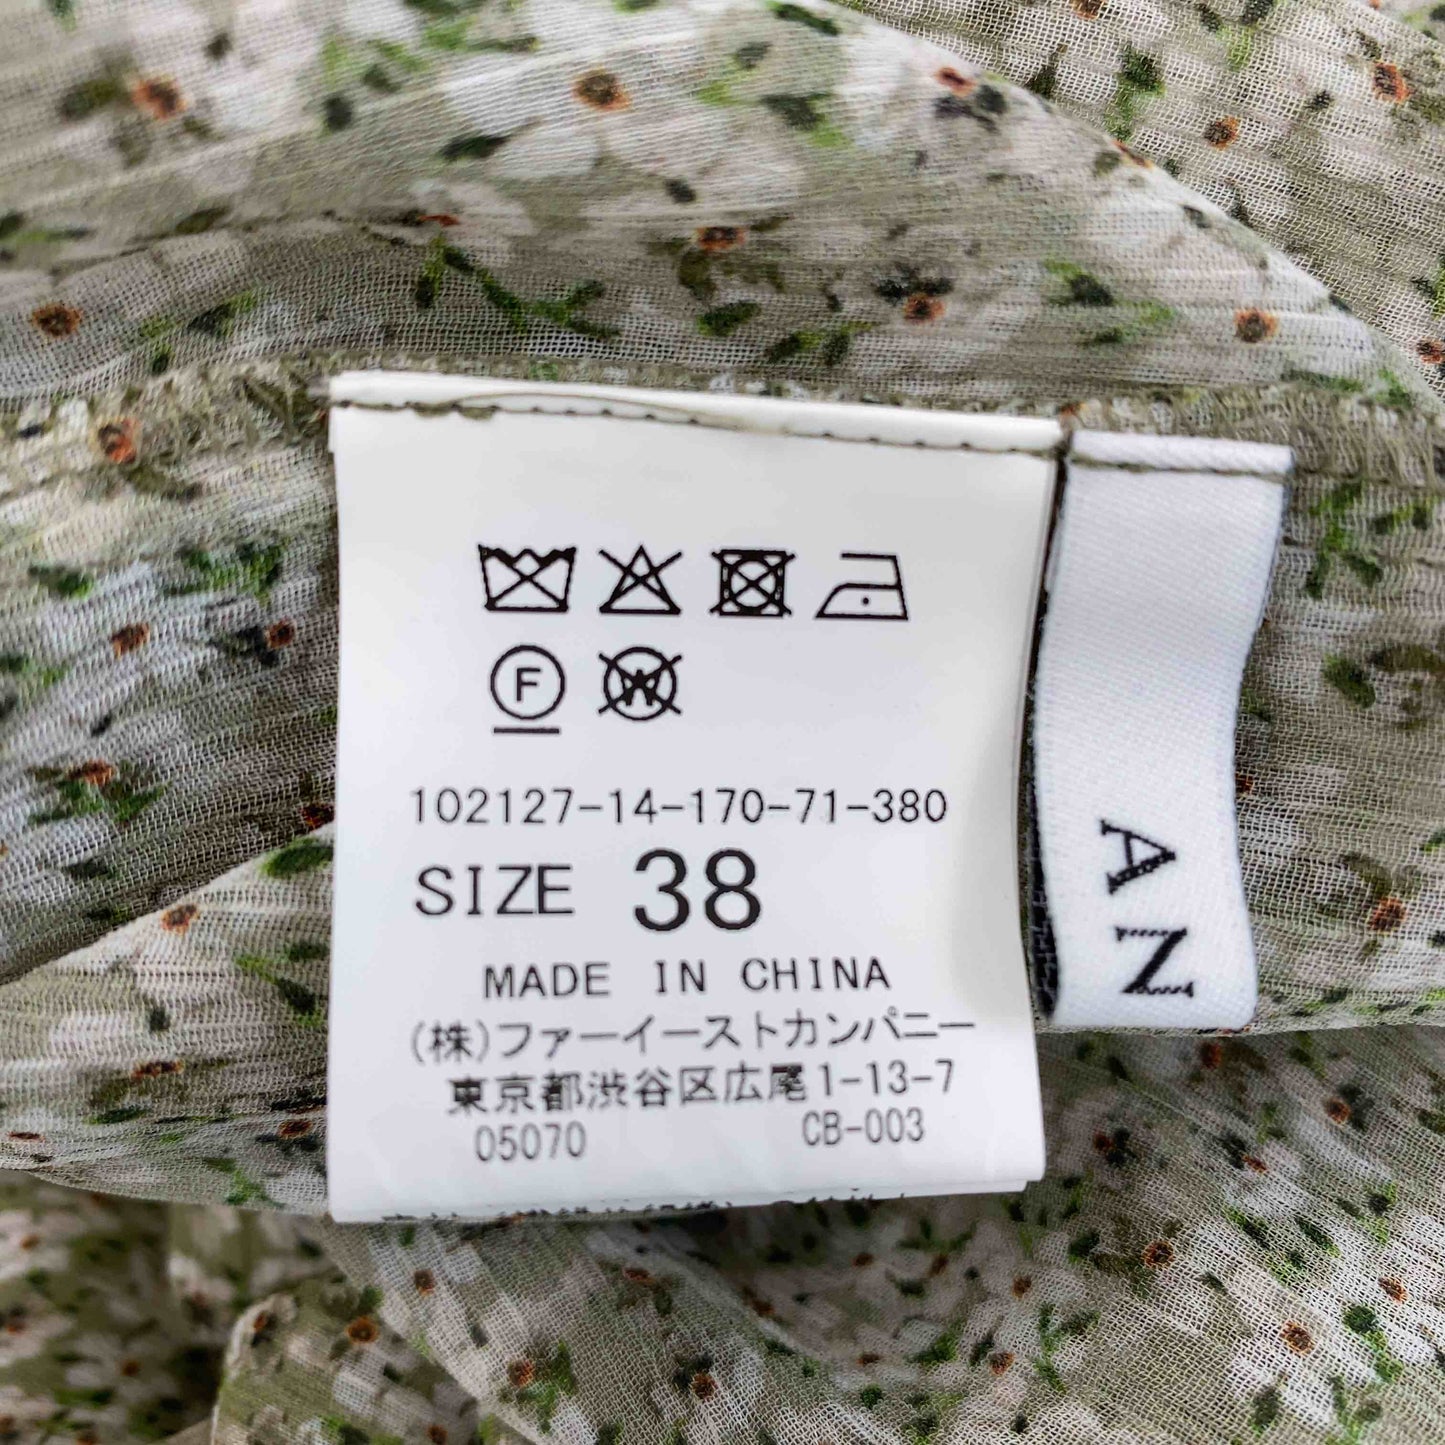 F W
102127-14-170-71-380
SIZE 38
MADE IN CHINA
(株)ファーイーストカンパニー
東京都渋谷区広尾1-13-7
05070 CB-003
AN